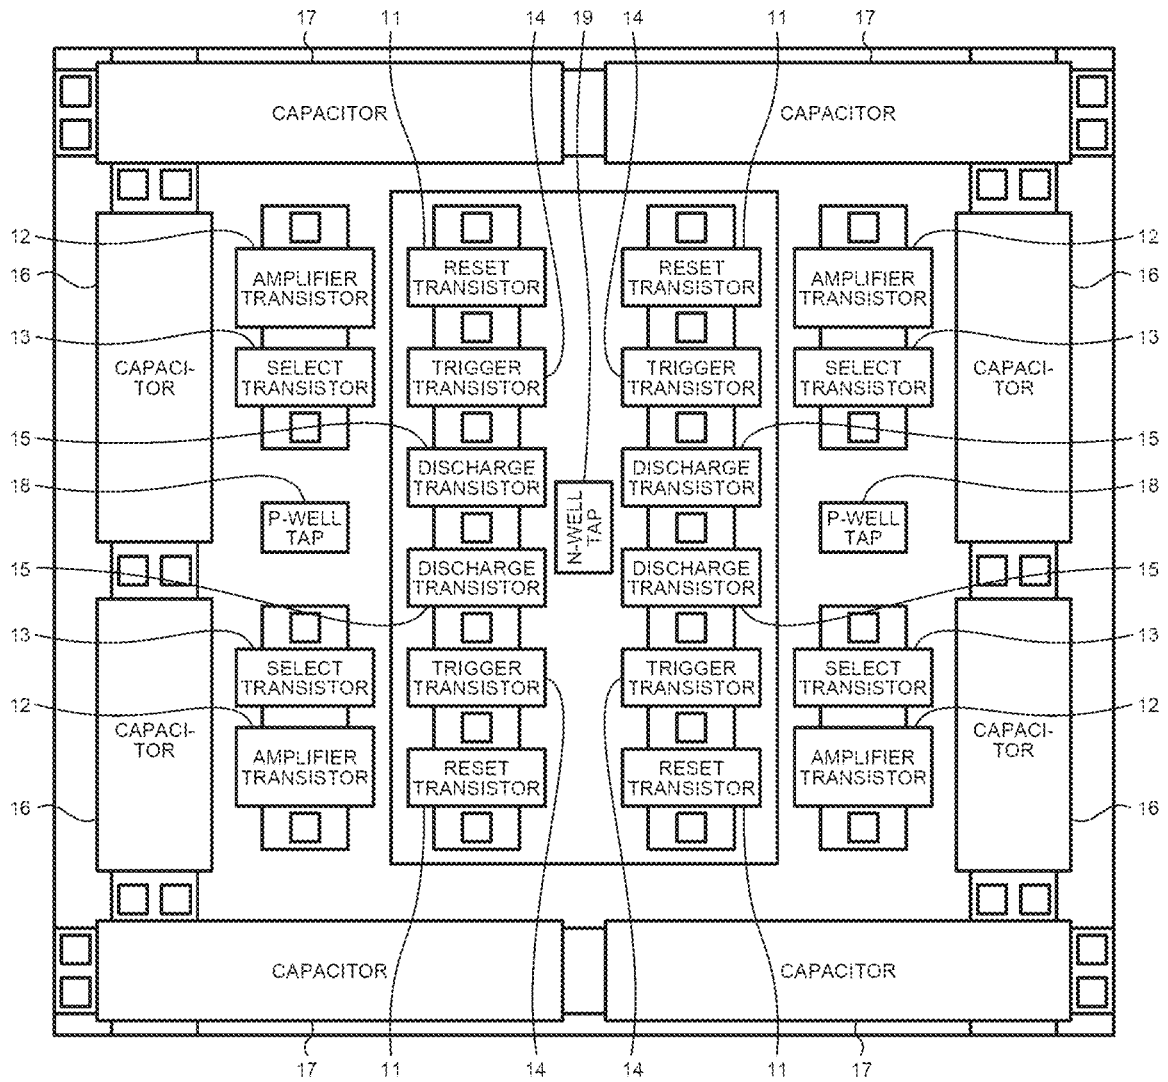 17 11 14 19 14 11 17
CAPACITOR CAPACITOR
12 12
16 16
AMPLIFIER TRANSISTOR
RESET TRANSISTOR
RESET TRANSISTOR
AMPLIFIER TRANSISTOR
13 13
CAPACI-
TOR
SELECT TRANSISTOR
TRIGGER TRANSISTOR
TRIGGER TRANSISTOR
SELECT TRANSISTOR
CAPACI-
TOR
15 15
DISCHARGE TRANSISTOR
DISCHARGE TRANSISTOR
18 18
P-WELL TAP
N-WELL TAP
P-WELL TAP
15 15
DISCHARGE TRANSISTOR
DISCHARGE TRANSISTOR
13 13
SELECT TRANSISTOR
TRIGGER TRANSISTOR
TRIGGER TRANSISTOR
SELECT TRANSISTOR
12 12
CAPACI-
TOR
CAPACI-
TOR
AMPLIFIER TRANSISTOR
RESET TRANSISTOR
RESET TRANSISTOR
AMPLIFIER TRANSISTOR
16 16
CAPACITOR CAPACITOR
17 11 14 14 11 17